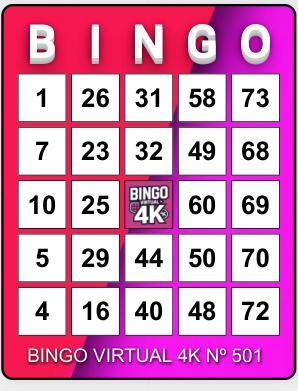 B I N G O
1 26 31 58 73
7 23 32 49 68
10 25 BINGO VIRTUAL 4K 60 69
5 29 44 50 70
4 16 40 48 72
BINGO VIRTUAL 4K Nº 501